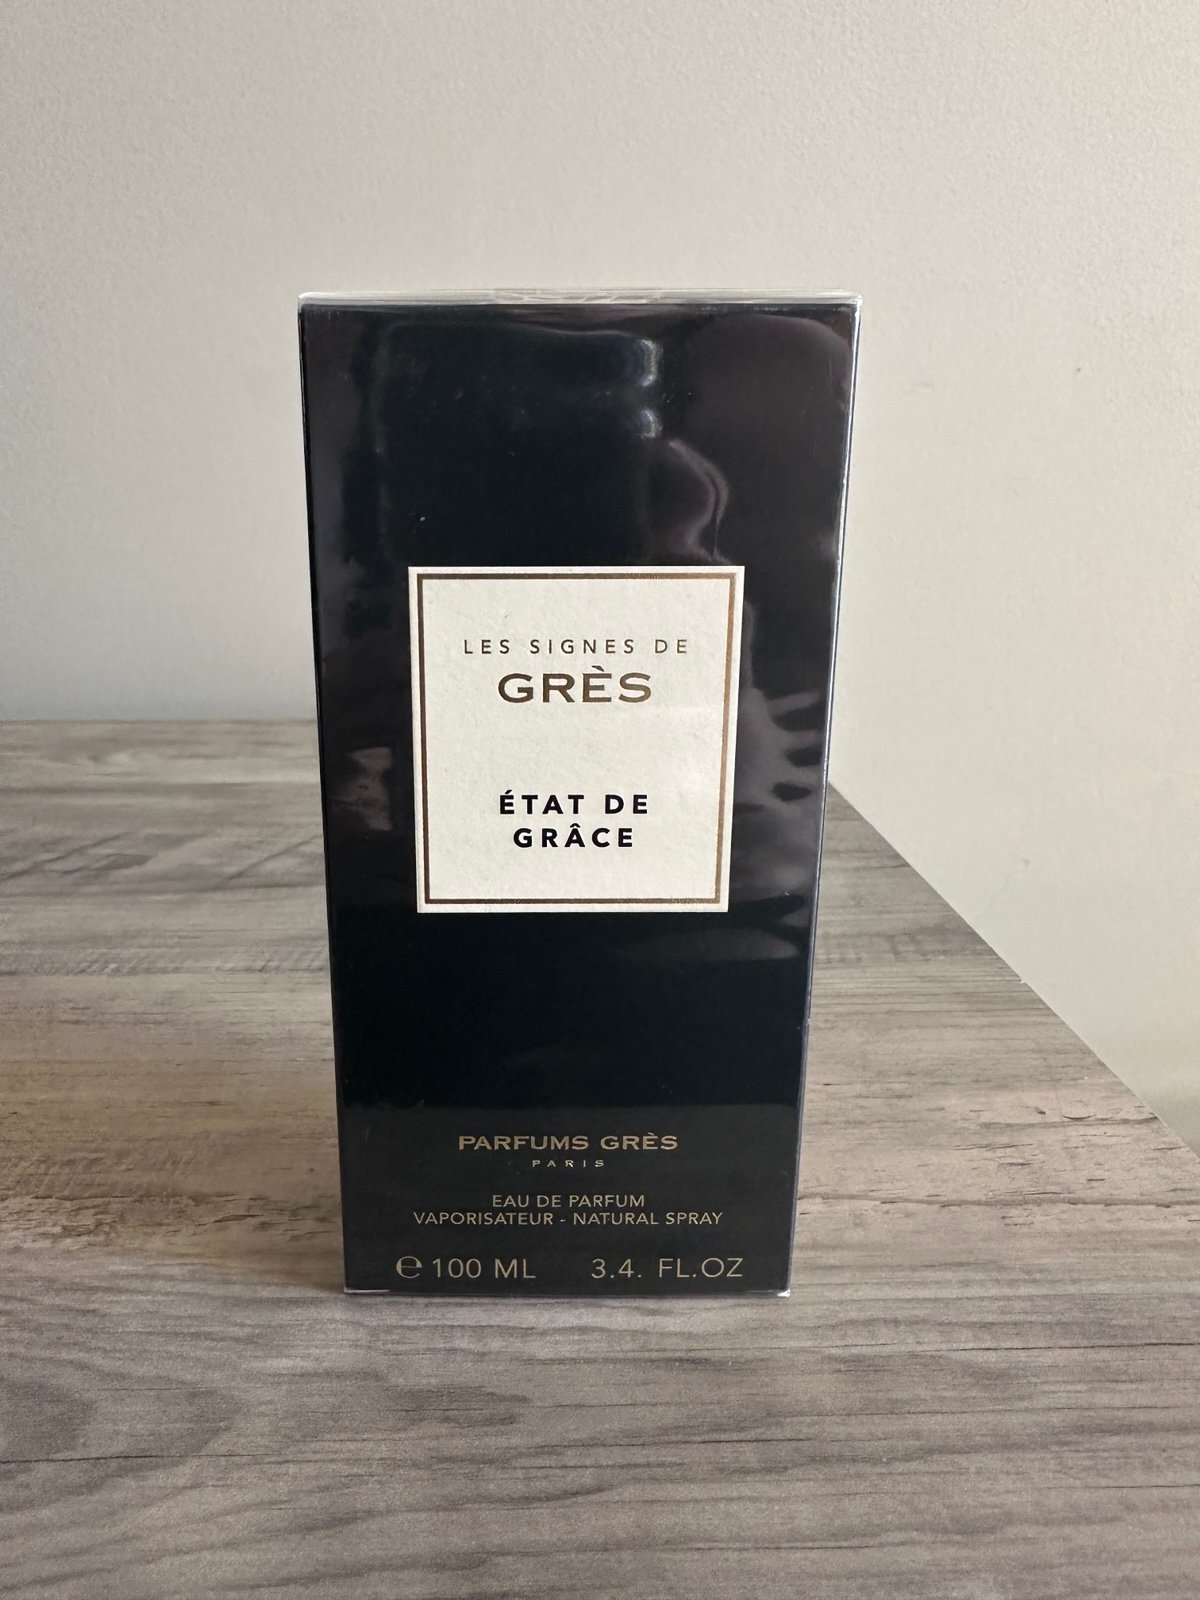 LES SIGNES DE
GRÈS
ÉTAT DE
GRÂCE
PARFUMS GRÈS
PARIS
EAU DE PARFUM
VAPORISATEUR - NATURAL SPRAY
℮ 100 ML 3.4. FL.OZ